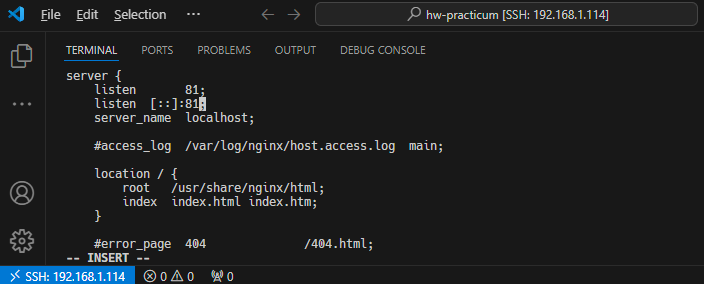 File Edit Selection ··· hw-practicum [SSH: 192.168.1.114]
TERMINAL PORTS PROBLEMS OUTPUT DEBUG CONSOLE
server {
    listen       81;
    listen  [::]:81;
    server_name  localhost;
    #access_log  /var/log/nginx/host.access.log  main;
    location / {
        root   /usr/share/nginx/html;
        index  index.html index.htm;
    }
    #error_page  404              /404.html;
-- INSERT --
SSH: 192.168.1.114 0 0 0